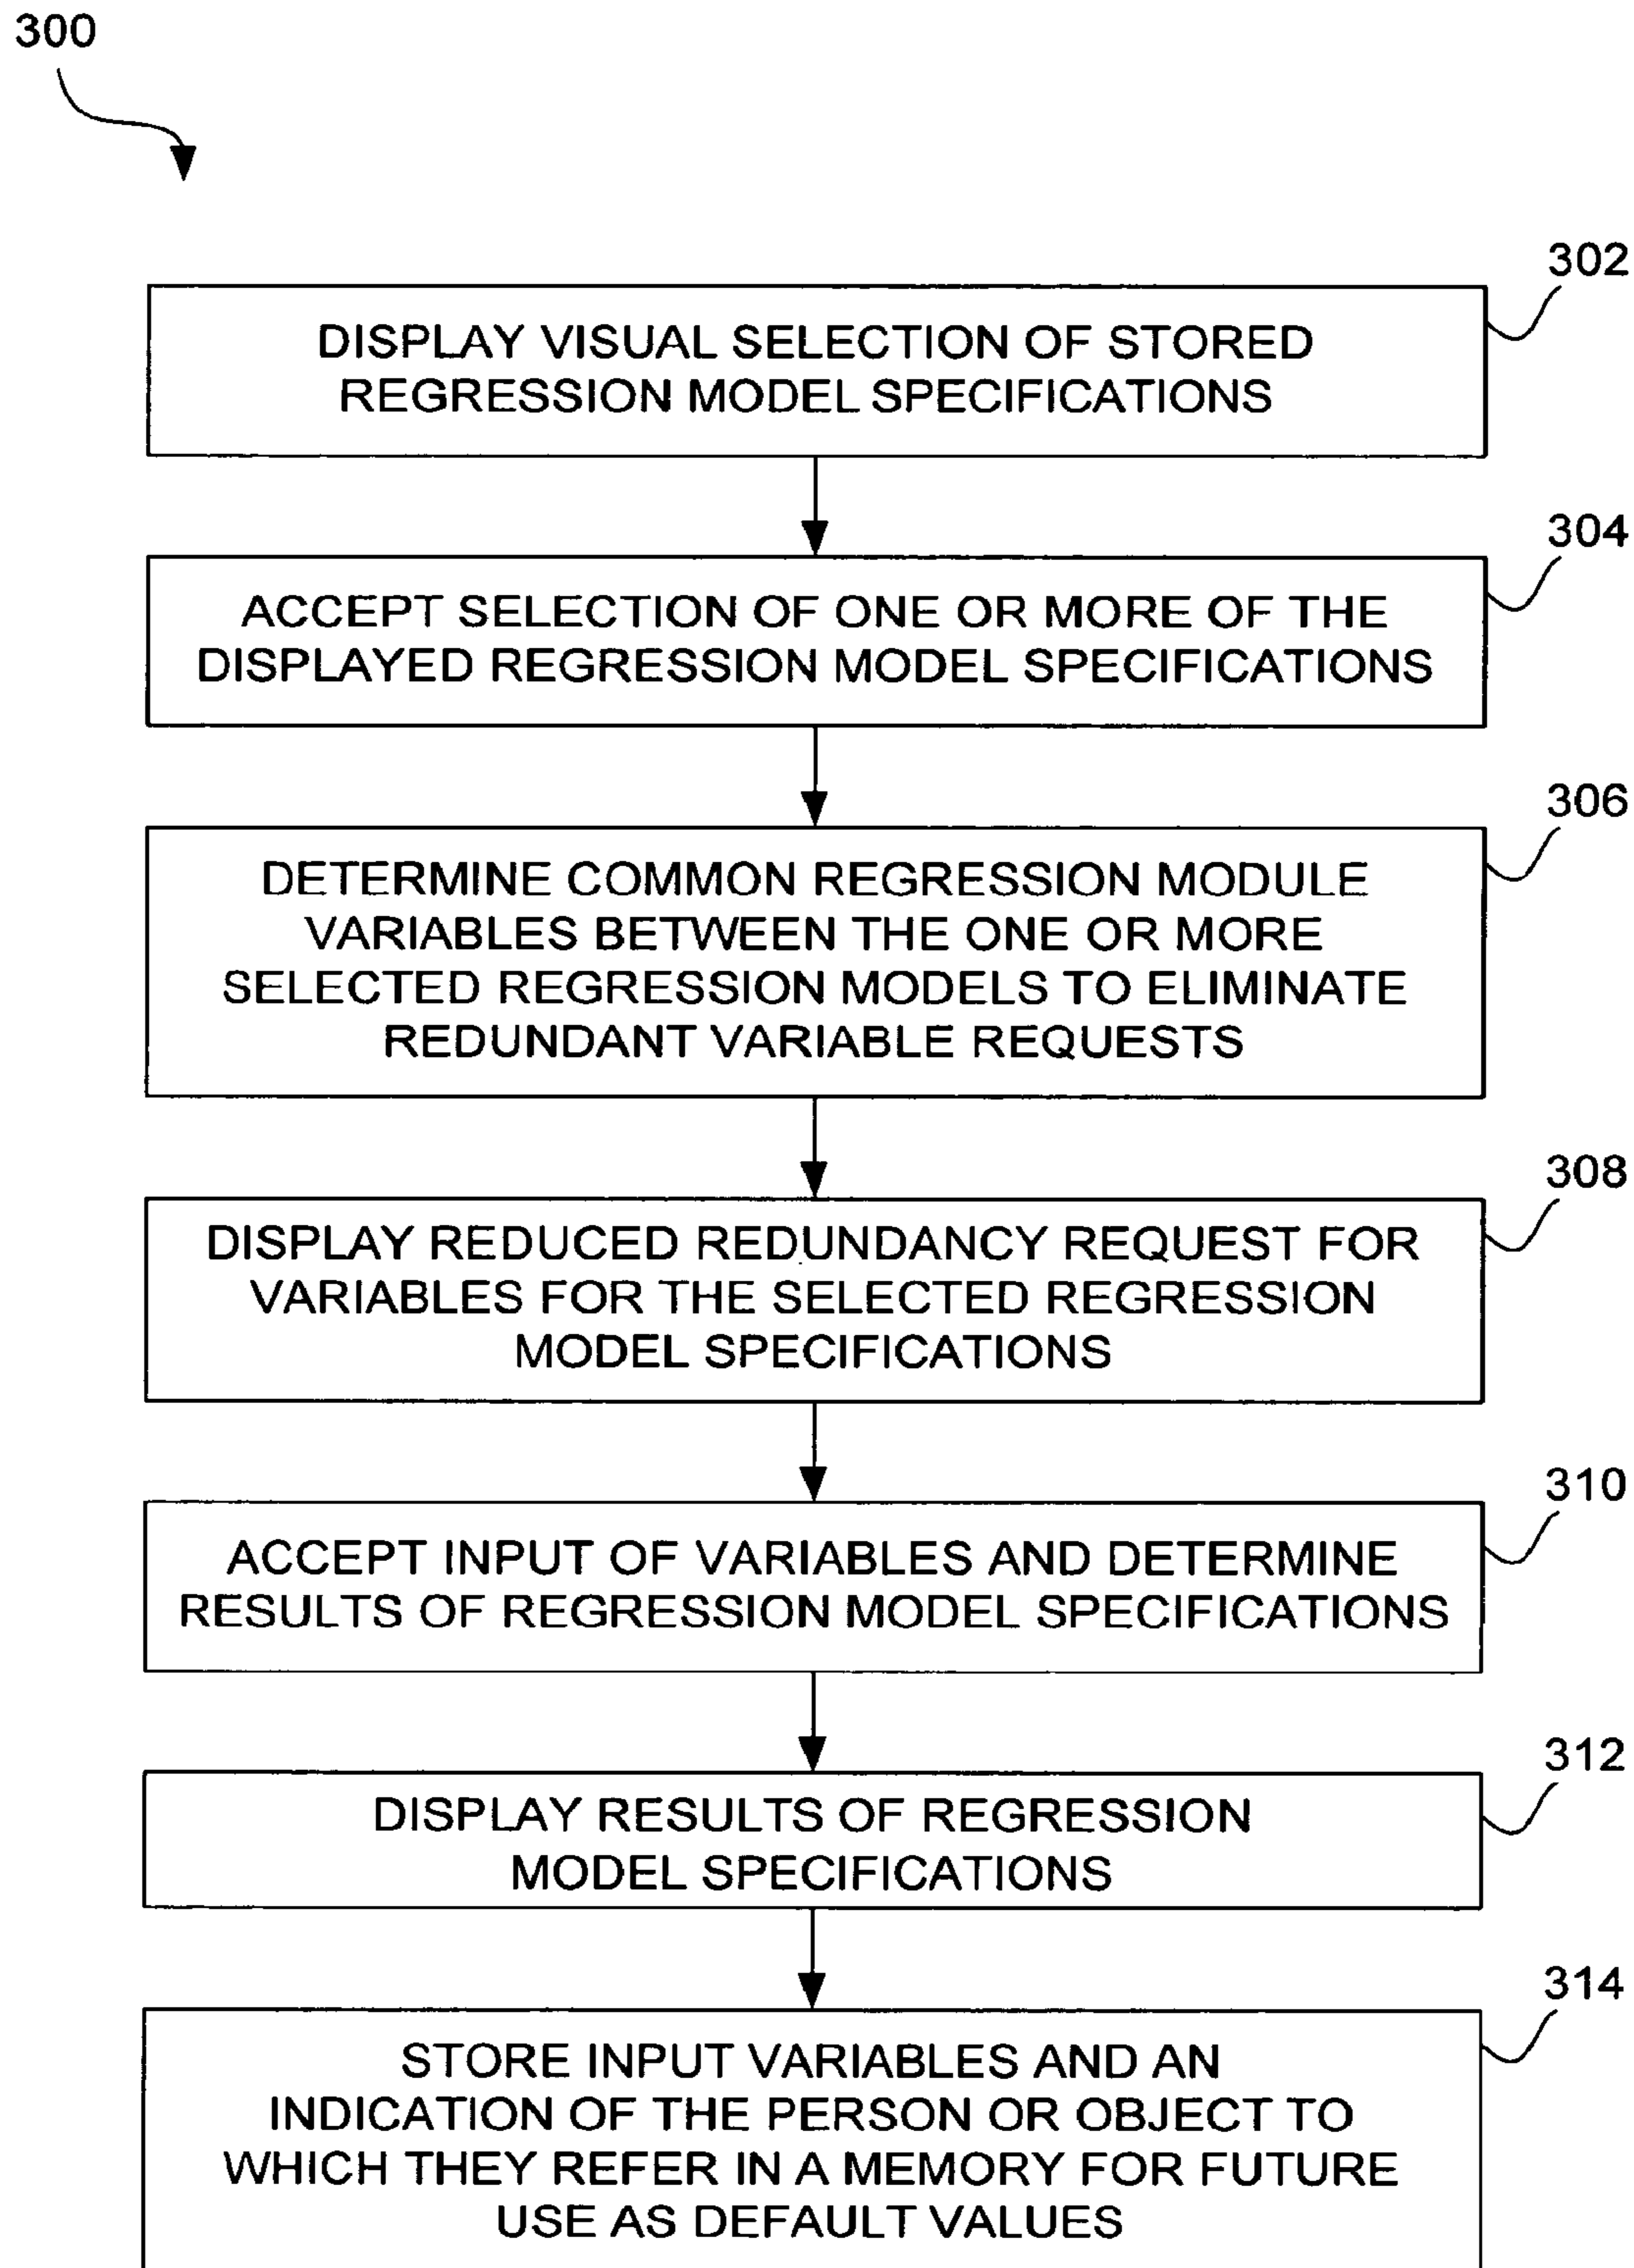 300
302
DISPLAY VISUAL SELECTION OF STORED
REGRESSION MODEL SPECIFICATIONS
304
ACCEPT SELECTION OF ONE OR MORE OF THE
DISPLAYED REGRESSION MODEL SPECIFICATIONS
306
DETERMINE COMMON REGRESSION MODULE
VARIABLES BETWEEN THE ONE OR MORE
SELECTED REGRESSION MODELS TO ELIMINATE
REDUNDANT VARIABLE REQUESTS
308
DISPLAY REDUCED REDUNDANCY REQUEST FOR
VARIABLES FOR THE SELECTED REGRESSION
MODEL SPECIFICATIONS
310
ACCEPT INPUT OF VARIABLES AND DETERMINE
RESULTS OF REGRESSION MODEL SPECIFICATIONS
312
DISPLAY RESULTS OF REGRESSION
MODEL SPECIFICATIONS
314
STORE INPUT VARIABLES AND AN
INDICATION OF THE PERSON OR OBJECT TO
WHICH THEY REFER IN A MEMORY FOR FUTURE
USE AS DEFAULT VALUES